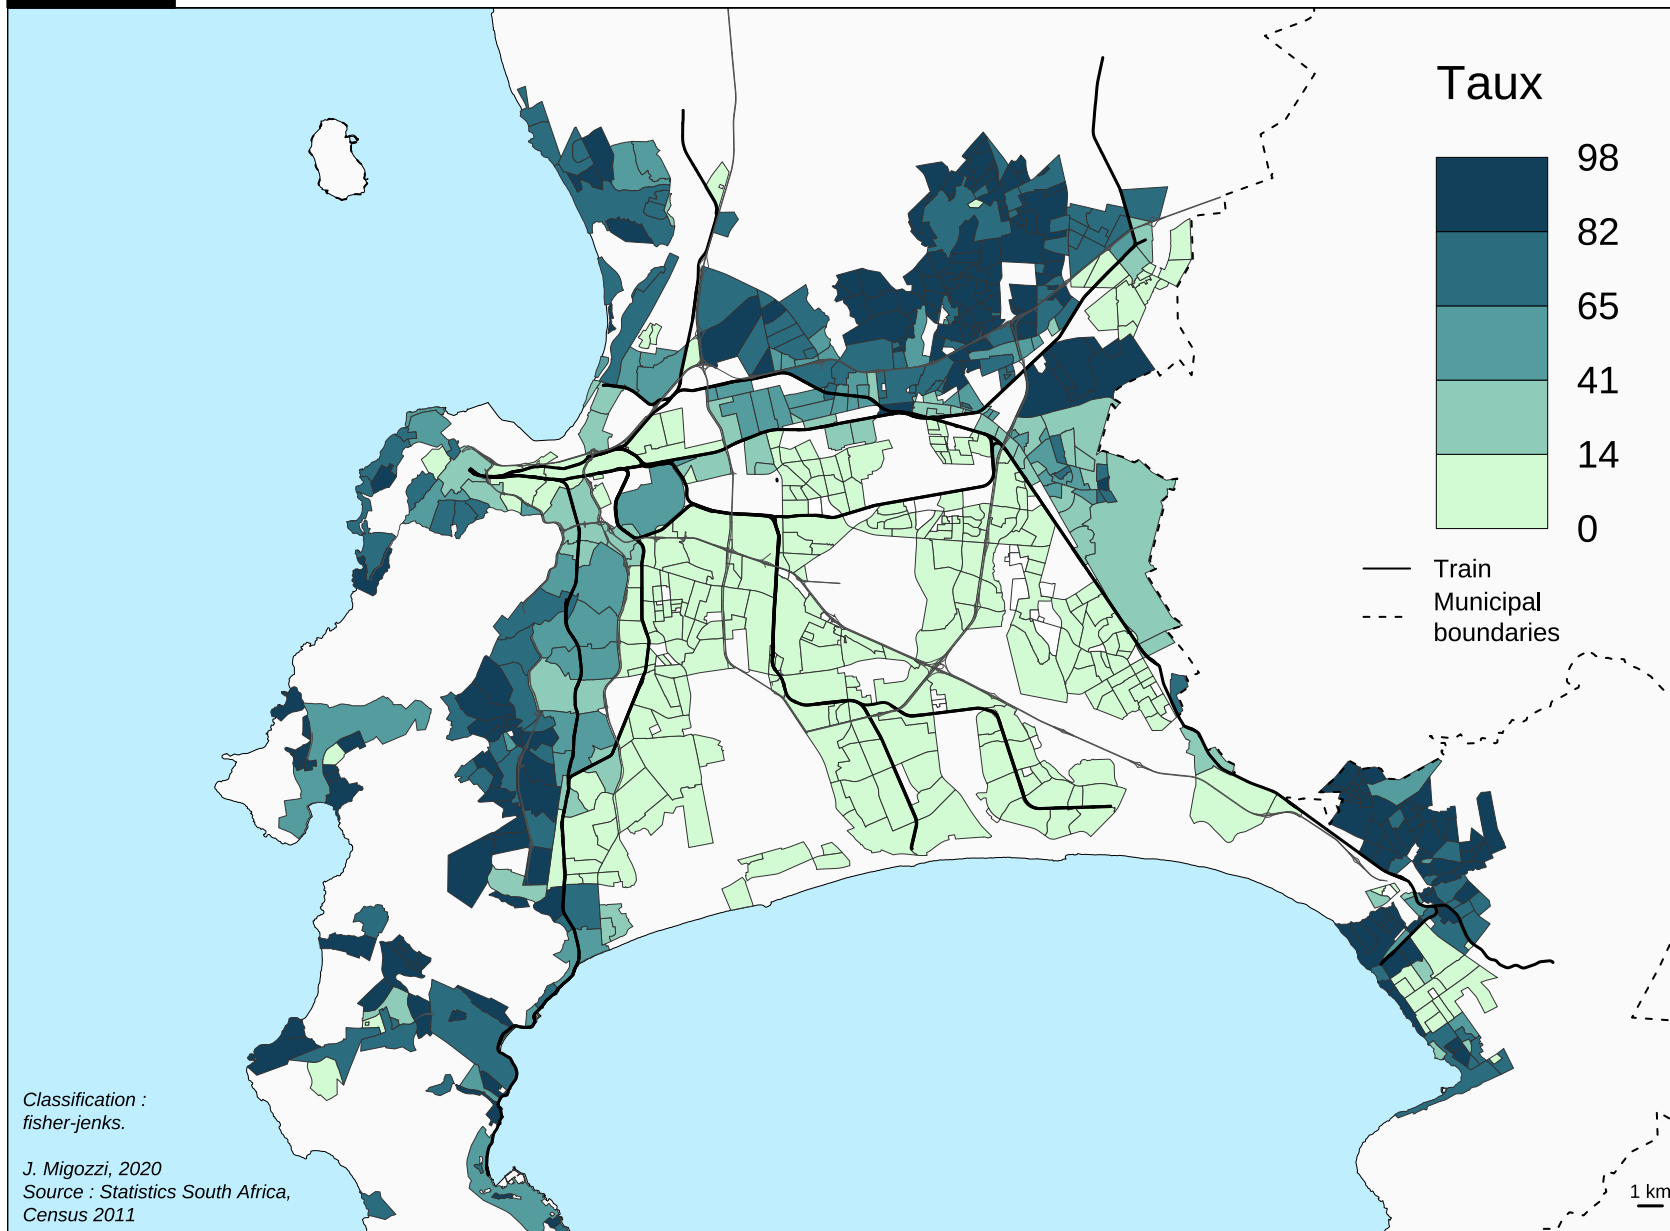 Taux
98
82
65
41
14
0
Train
Municipal
boundaries
Classification :
fisher-jenks.
J. Migozzi, 2020
Source : Statistics South Africa,
Census 2011
1 km